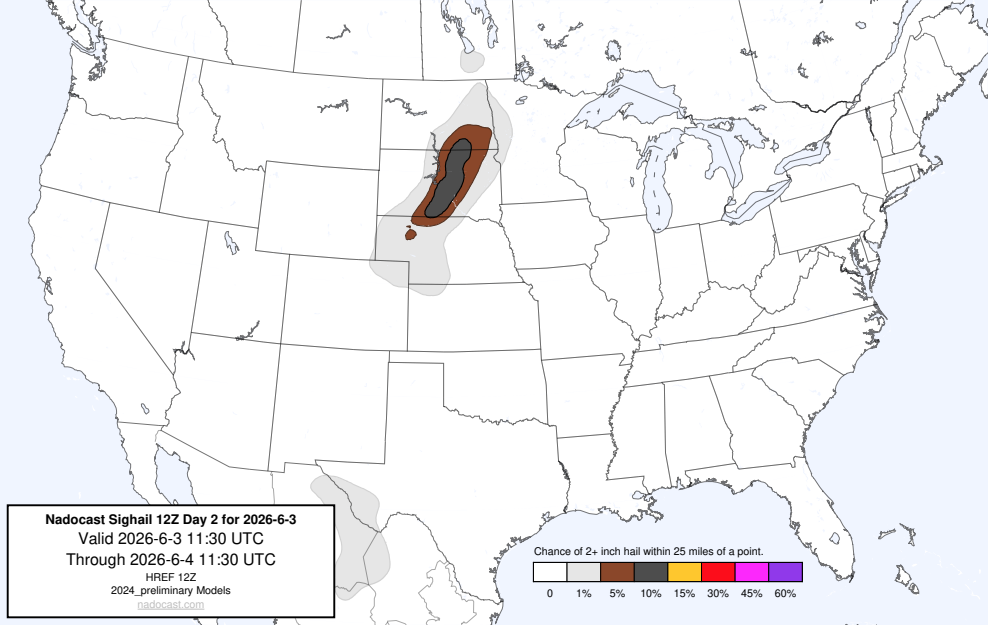 Nadocast Sighail 12Z Day 2 for 2026-6-3
Valid 2026-6-3 11:30 UTC
Through 2026-6-4 11:30 UTC
HREF 12Z
2024_preliminary Models
nadocast.com
Chance of 2+ inch hail within 25 miles of a point.
0 1% 5% 10% 15% 30% 45% 60%